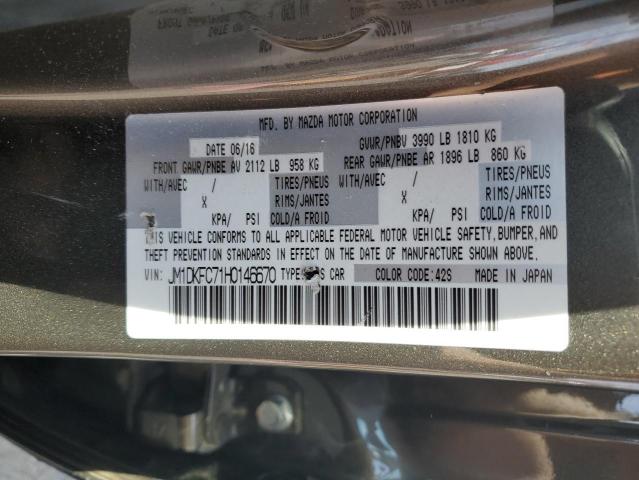 MFD. BY MAZDA MOTOR CORPORATION
DATE 06/16 GVWR/PNBV 3990 LB 1810 KG
FRONT GAWR/PNBE AV 2112 LB 958 KG REAR GAWR/PNBE AR 1896 LB 860 KG
WITH/AVEC / TIRES/PNEUS WITH/AVEC / TIRES/PNEUS
X RIMS/JANTES X RIMS/JANTES
KPA/ PSI COLD/A FROID KPA/ PSI COLD/A FROID
THIS VEHICLE CONFORMS TO ALL APPLICABLE FEDERAL MOTOR VEHICLE SAFETY, BUMPER, AND
THEFT PREVENTION STANDARDS IN EFFECT ON THE DATE OF MANUFACTURE SHOWN ABOVE.
VIN: JM1DKFC71H0146670 TYPE: CAR COLOR CODE:42S MADE IN JAPAN